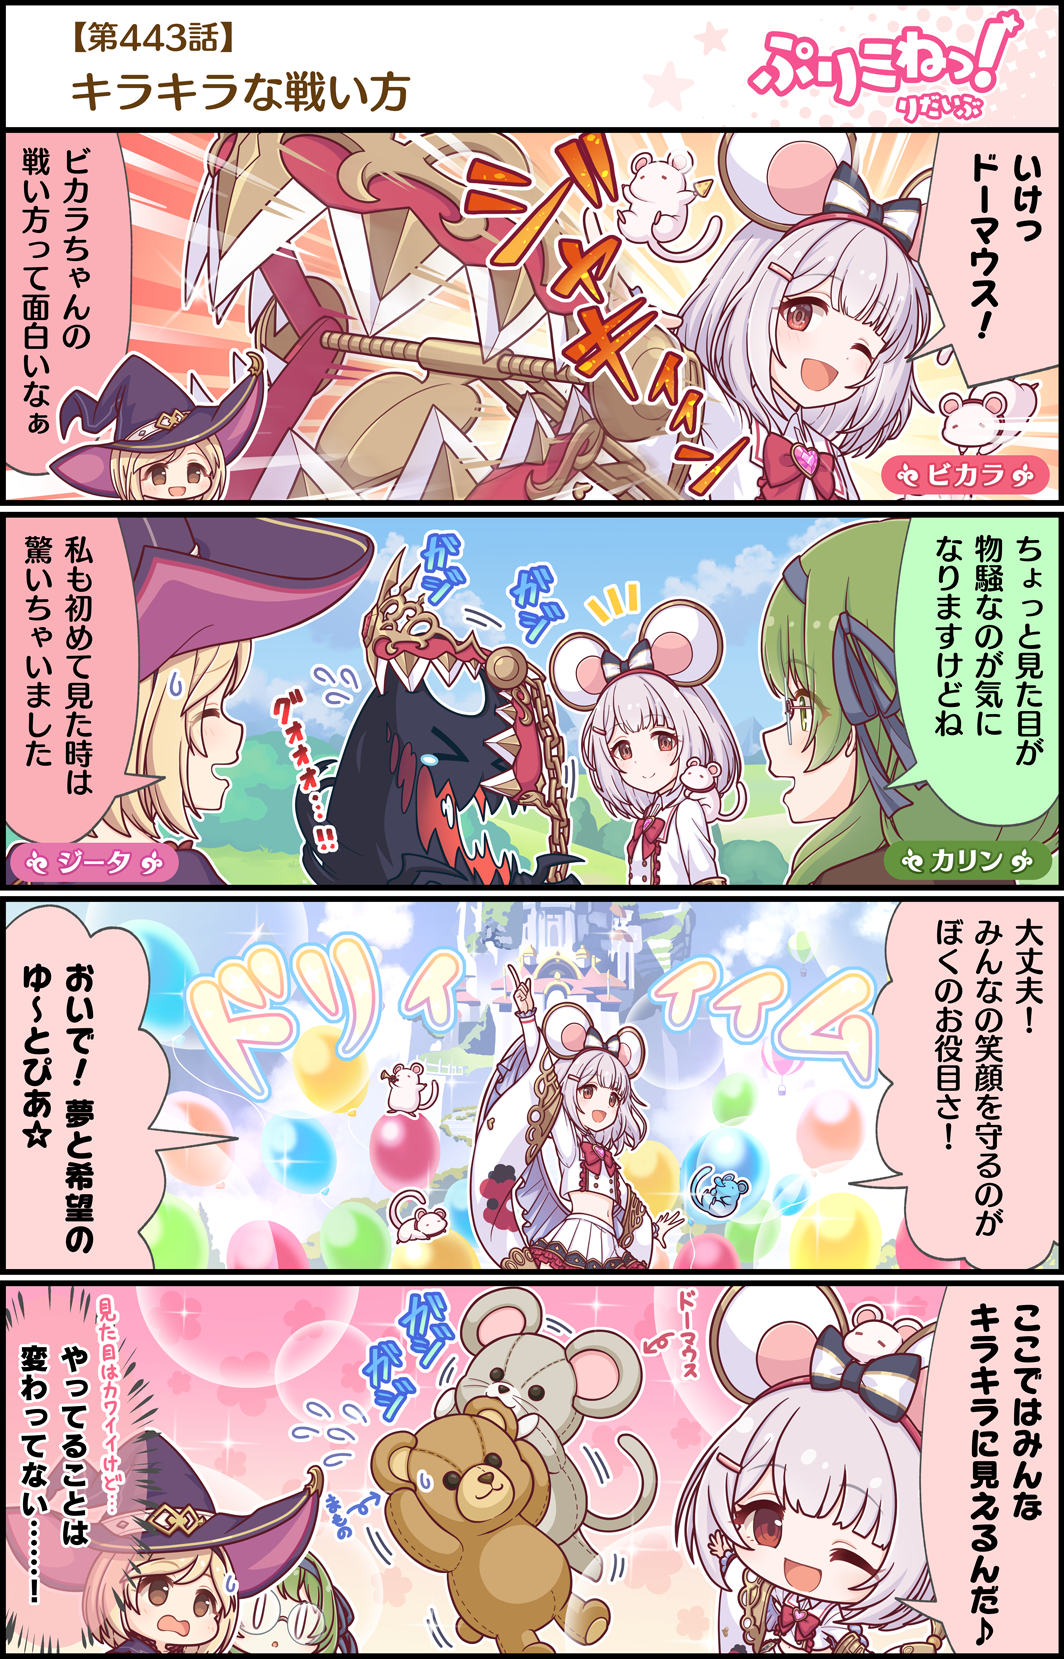 【第443話】
キラキラな戦い方
ぷりこねっ!
りだいぶ
いけっ
ドーマウス!
ジャキィイィン
ビカラちゃんの
戦い方って面白いなぁ
ビカラ
ちょっと見た目が
物騒なのが気に
なりますけどね
ガジ
ガジ
グオオオ…!!
私も初めて見た時は
驚いちゃいました
ジータ
カリン
大丈夫!
みんなの笑顔を守るのが
ぼくのお役目さ!
ドリィィイイィム
おいで!夢と希望の
ゆ〜とぴあ☆
ここではみんな
キラキラに見えるんだ♪
ドーマウス
ガジ
ガジ
まもの
見た目はカワイイけど…
やってることは
変わってない……!